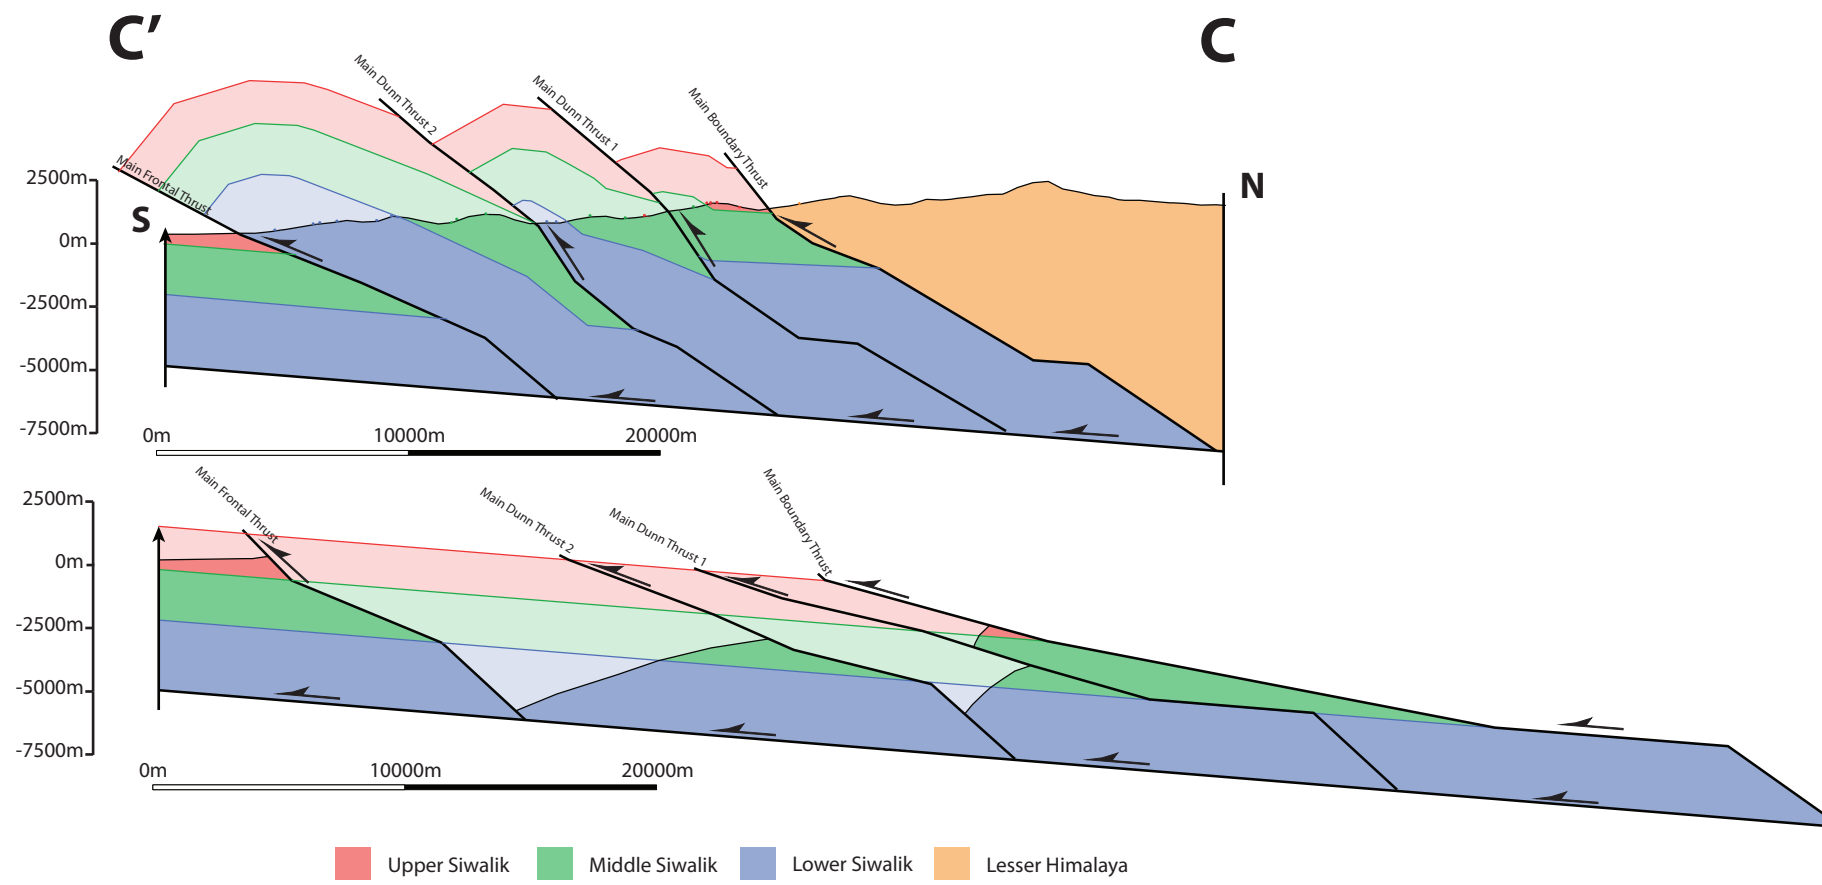 C′
C
Main Dunn Thrust 2
Main Dunn Thrust 1
Main Boundary Thrust
Main Frontal Thrust
S
N
2500m
0m
-2500m
-5000m
-7500m
0m
10000m
20000m
Main Frontal Thrust
Main Dunn Thrust 2
Main Dunn Thrust 1
Main Boundary Thrust
2500m
0m
-2500m
-5000m
-7500m
0m
10000m
20000m
Upper Siwalik
Middle Siwalik
Lower Siwalik
Lesser Himalaya